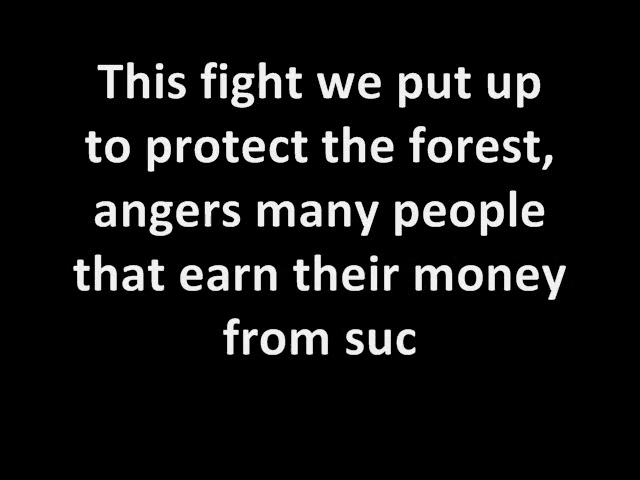 This fight we put up
to protect the forest,
angers many people
that earn their money
from suc